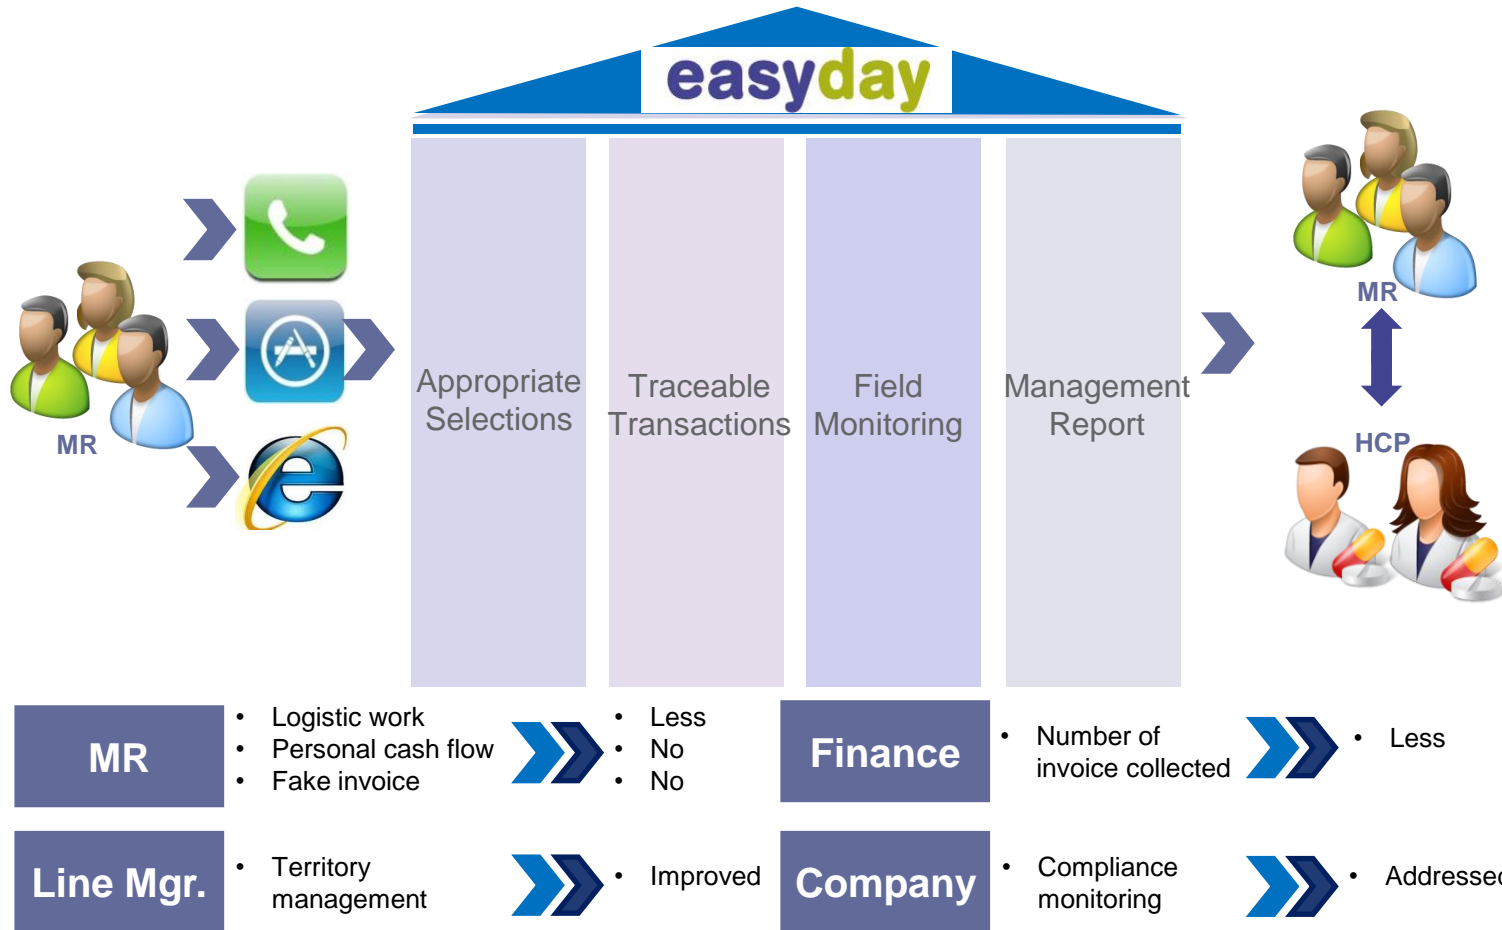 easyday
MR
Appropriate
Selections
Traceable
Transactions
Field
Monitoring
Management
Report
MR
HCP
MR
• Logistic work
• Personal cash flow
• Fake invoice
• Less
• No
• No
Finance
• Number of
invoice collected
• Less
Line Mgr.
• Territory
management
• Improved
Company
• Compliance
monitoring
• Addressed